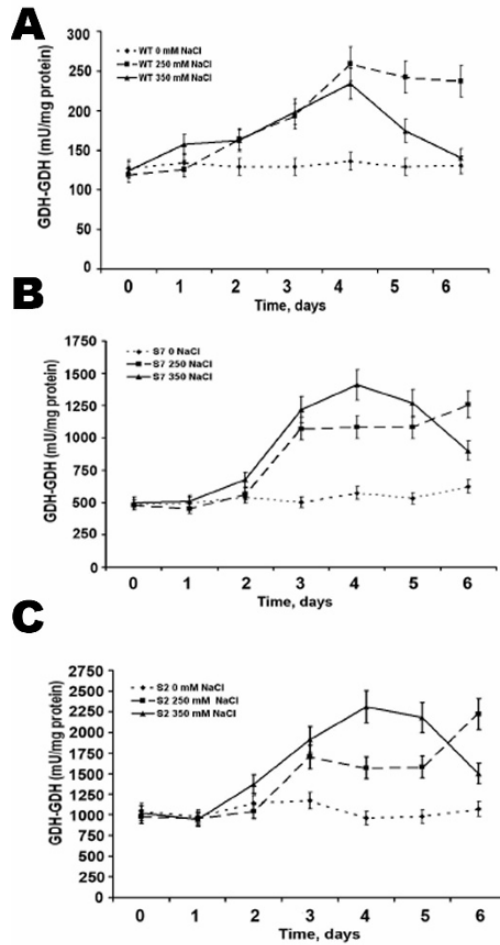 A
GDH-GDH (mU/mg protein)
300
250
200
150
100
50
0
WT 0 mM NaCl
WT 250 mM NaCl
WT 350 mM NaCl
0 1 2 3 4 5 6
Time, days
B
GDH-GDH (mU/mg protein)
1750
1500
1250
1000
750
500
250
0
S7 0 NaCl
S7 250 NaCl
S7 350 NaCl
0 1 2 3 4 5 6
Time, days
C
GDH-GDH (mU/mg protein)
2750
2500
2250
2000
1750
1500
1250
1000
750
500
250
0
S2 0 mM NaCl
S2 250 mM NaCl
S2 350 mM NaCl
0 1 2 3 4 5 6
Time, days